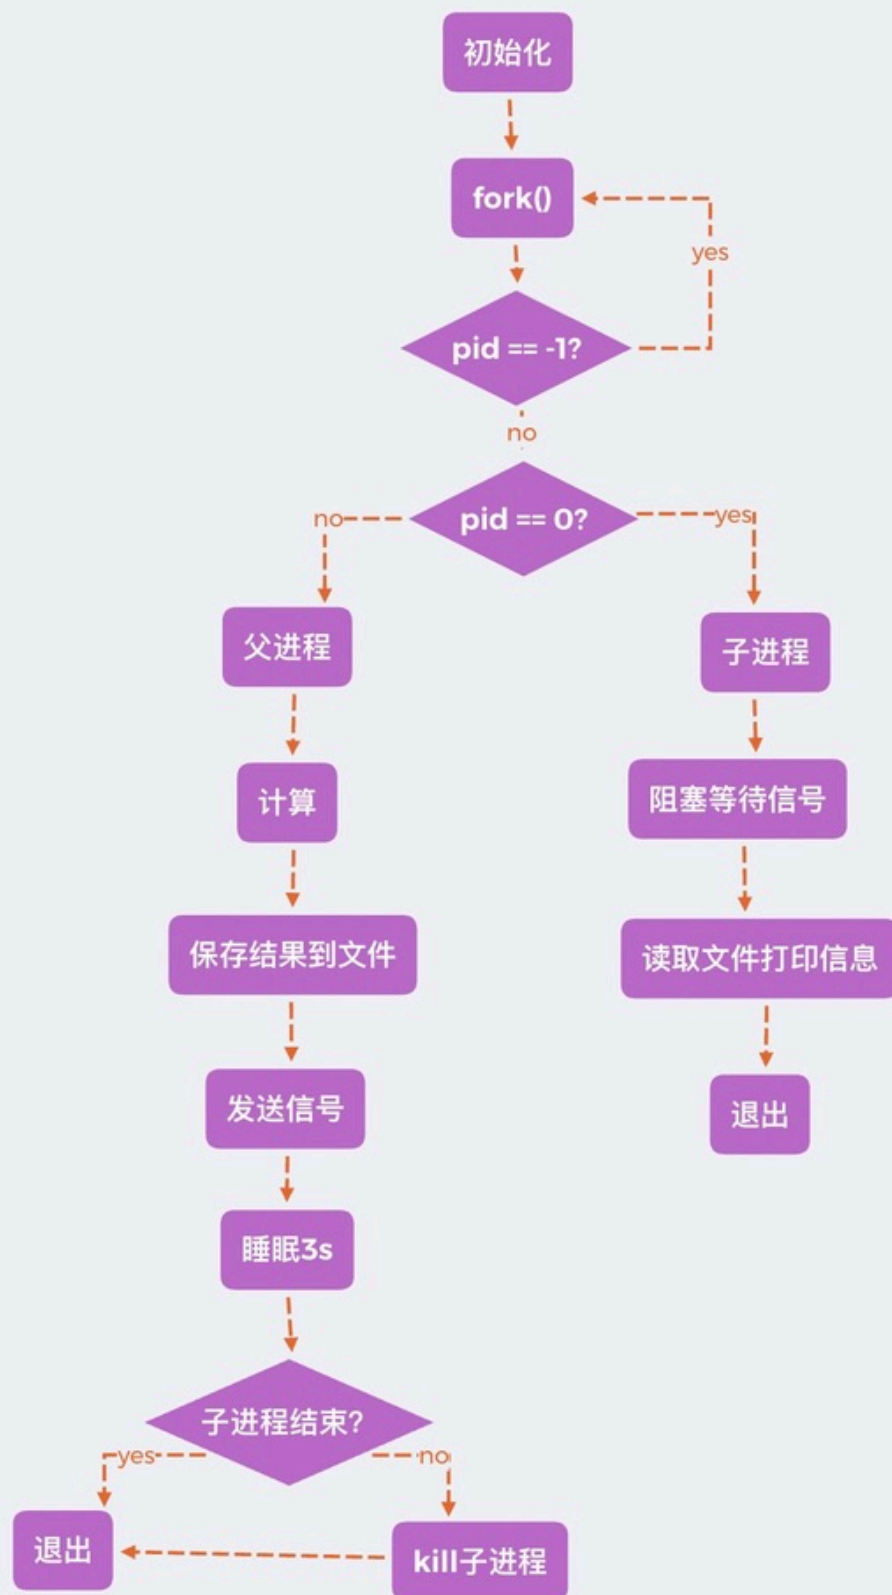 初始化
fork()
yes
pid == -1?
no
pid == 0?
no
yes
父进程
子进程
计算
阻塞等待信号
保存结果到文件
读取文件打印信息
发送信号
退出
睡眠3s
子进程结束?
yes
no
退出
kill子进程